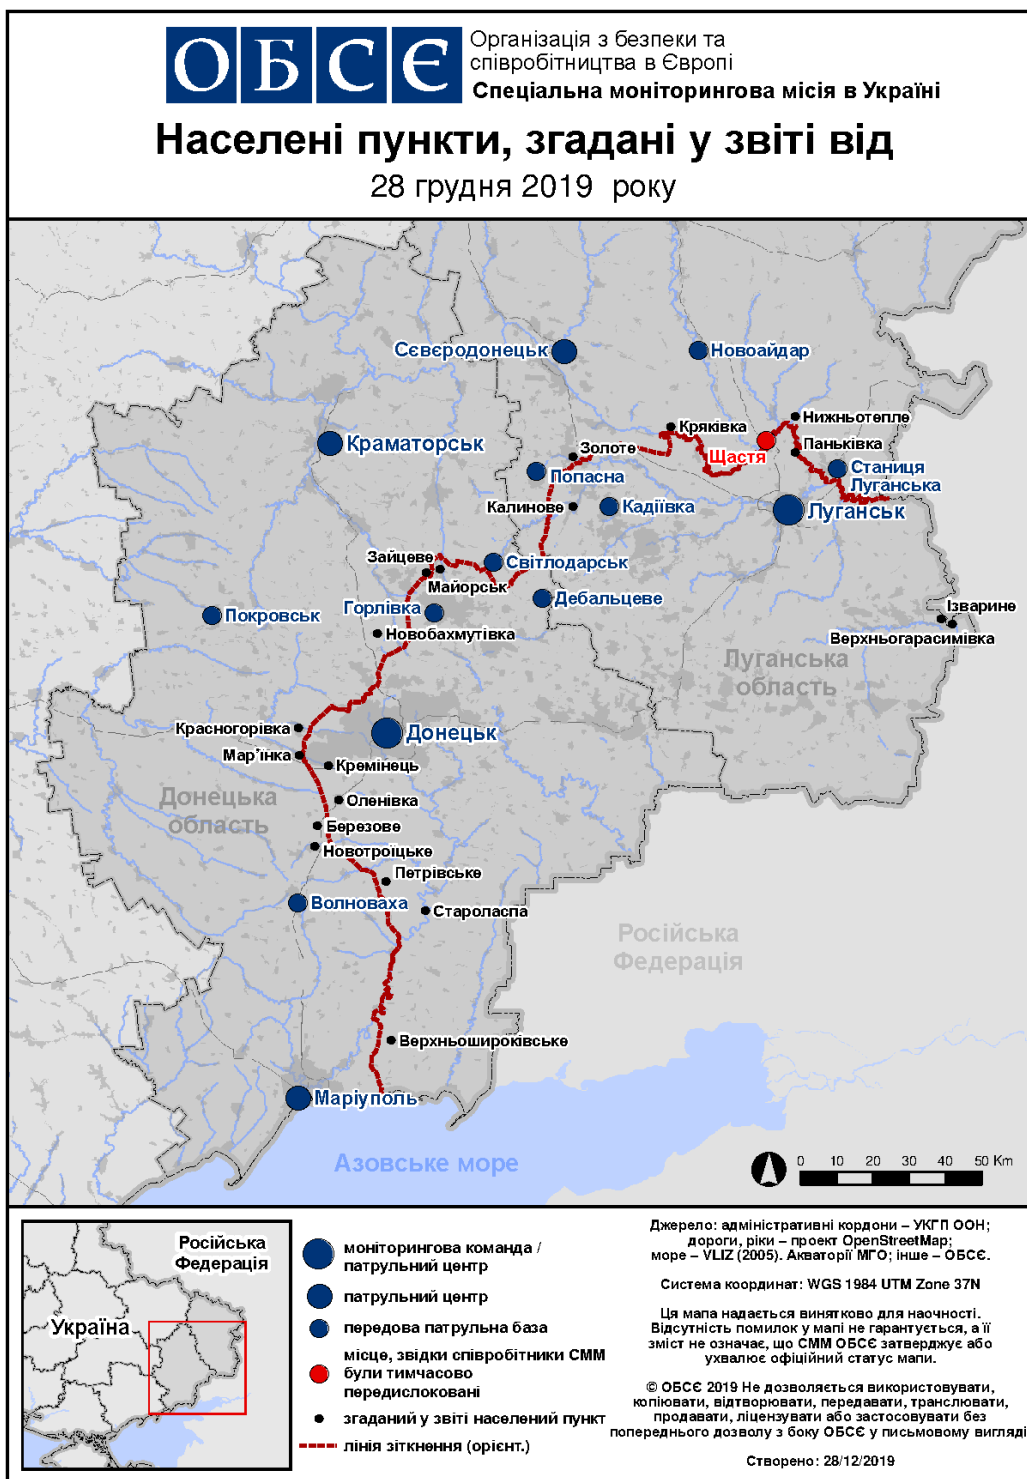 ОБСЄ
Організація з безпеки та
співробітництва в Європі
Спеціальна моніторингова місія в Україні
Населені пункти, згадані у звіті від
28 грудня 2019 року
Сєвєродонецьк
Новоайдар
Нижньотепле
Кряківка
Краматорськ
Щастя
Паньківка
Золоте
Станиця
Луганська
Попасна
Калинове
Кадіївка
Луганськ
Зайцеве
Світлодарськ
Майорськ
Дебальцеве
Горлівка
Покровськ
Ізварине
Новобахмутівка
Верхньогарасимівка
Луганська
область
Красногорівка
Донецьк
Мар'їнка
Кремінець
Донецька
область
Оленівка
Березове
Новотроїцьке
Петрівське
Волноваха
Староласпа
Російська
Федерація
Верхньошироківське
Маріуполь
Азовське море
0 10 20 30 40 50 Km
Російська
Федерація
Україна
моніторингова команда /
патрульний центр
патрульний центр
передова патрульна база
місце, звідки співробітники СММ
були тимчасово
передислоковані
згаданий у звіті населений пункт
лінія зіткнення (орієнт.)
Джерело: адміністративні кордони – УКГП ООН;
дороги, ріки – проект OpenStreetMap;
море – VLIZ (2005). Акваторії МГО; інше – ОБСЄ.
Система координат: WGS 1984 UTM Zone 37N
Ця мапа надається винятково для наочності.
Відсутність помилок у мапі не гарантується, а її
зміст не означає, що СММ ОБСЄ затверджує або
ухвалює офіційний статус мапи.
© ОБСЄ 2019 Не дозволяється використовувати,
копіювати, відтворювати, передавати, транслювати,
продавати, ліцензувати або застосовувати без
попереднього дозволу з боку ОБСЄ у письмовому вигляді
Створено: 28/12/2019